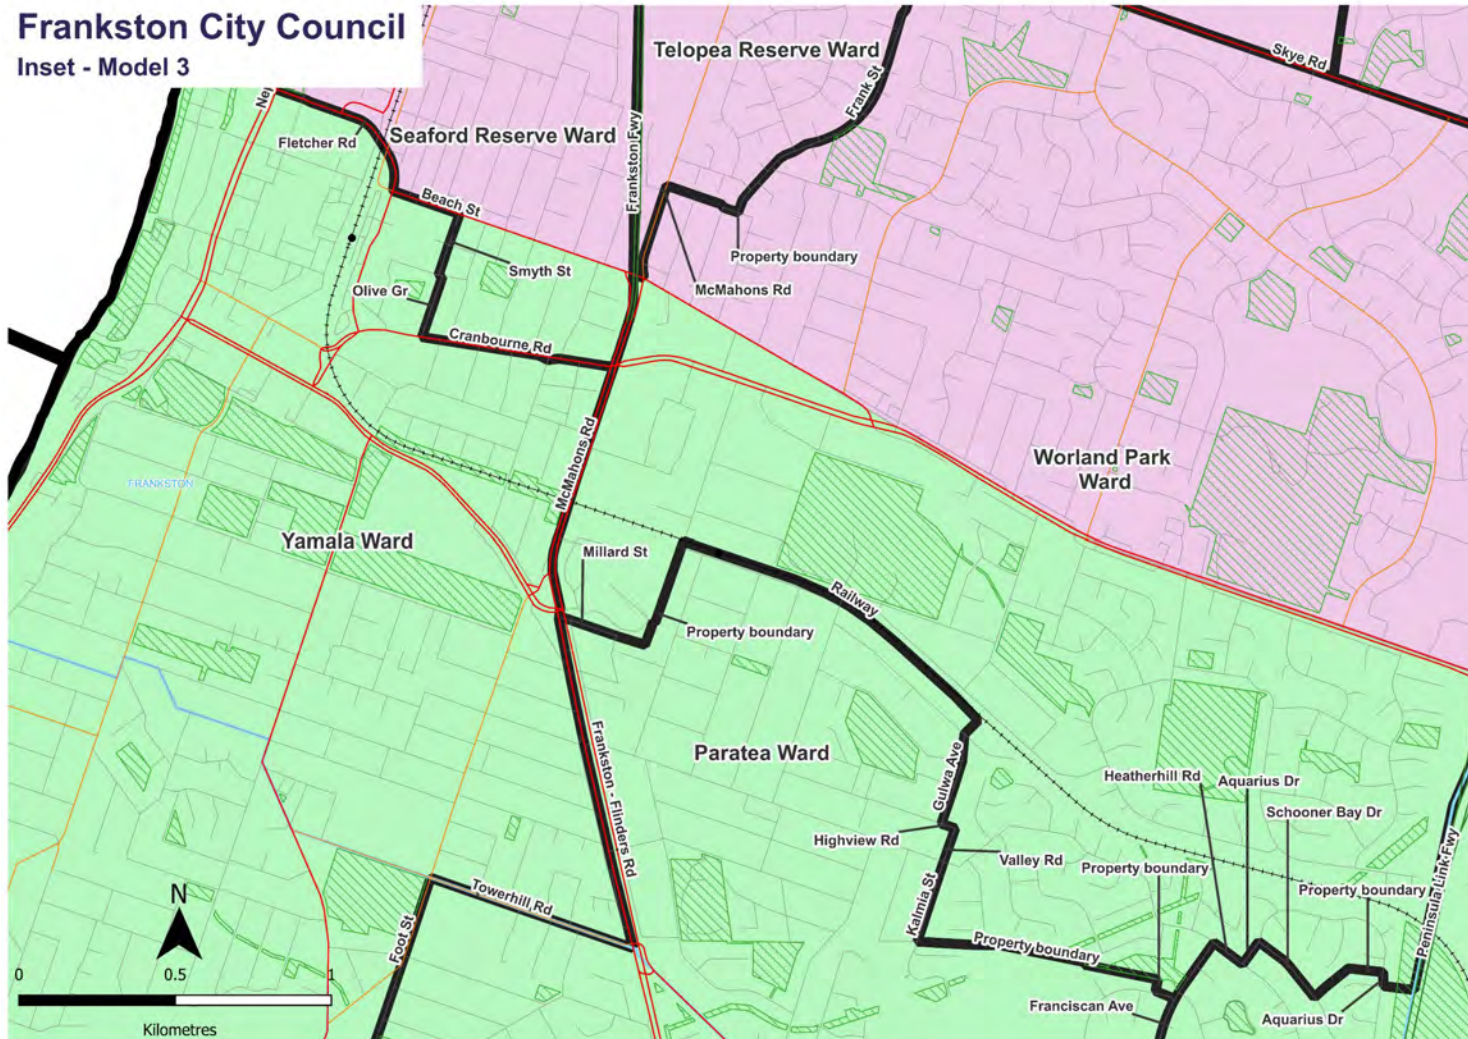 Frankston City Council
Inset - Model 3
Telopea Reserve Ward
Skye Rd
Frank St
Fletcher Rd
Seaford Reserve Ward
Frankston Fwy
Beach St
Property boundary
Smyth St
McMahons Rd
Olive Gr
Cranbourne Rd
McMahons Rd
Worland Park
Ward
FRANKSTON
Yamala Ward
Millard St
Railway
Property boundary
Paratea Ward
Frankston - Flinders Rd
Gulwa Ave
Heatherhill Rd
Aquarius Dr
Schooner Bay Dr
Highview Rd
Valley Rd
Property boundary
Property boundary
Peninsula Link Fwy
Kalmia St
Towerhill Rd
Foot St
Property boundary
Franciscan Ave
Aquarius Dr
N
0 0.5 1
Kilometres